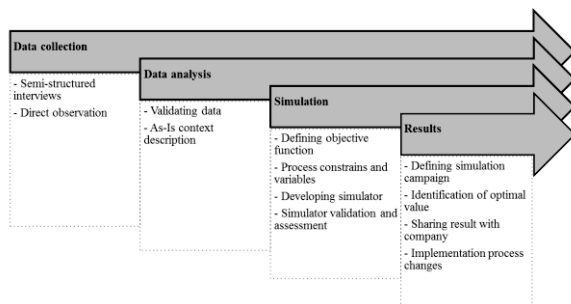 Data collection
- Semi-structured
interviews
- Direct observation
Data analysis
- Validating data
- As-Is context
description
Simulation
- Defining objective
function
- Process constrains and
variables
- Developing simulator
- Simulator validation and
assessment
Results
- Defining simulation
campaign
- Identification of optimal
value
- Sharing result with
company
- Implementation process
changes